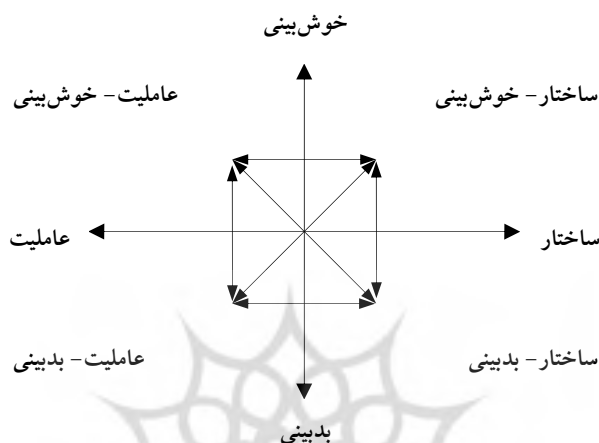 خوش‌بینی
ساختار – خوش‌بینی
عاملیت – خوش‌بینی
ساختار
عاملیت
ساختار – بدبینی
عاملیت – بدبینی
بدبینی